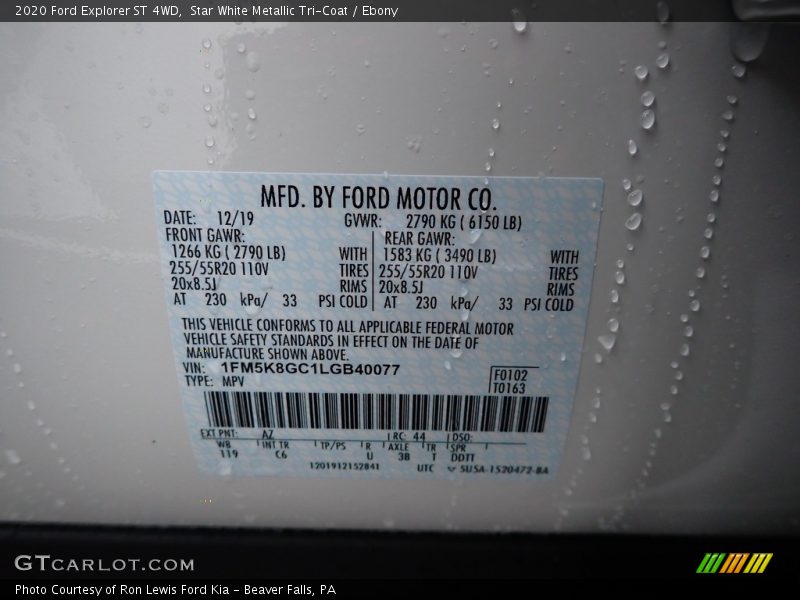 2020 Ford Explorer ST 4WD, Star White Metallic Tri-Coat / Ebony
MFD. BY FORD MOTOR CO.
DATE: 12/19 GVWR: 2790 KG ( 6150 LB)
FRONT GAWR: REAR GAWR:
1266 KG ( 2790 LB) WITH 1583 KG ( 3490 LB) WITH
255/55R20 110V TIRES 255/55R20 110V TIRES
20x8.5J RIMS 20x8.5J RIMS
AT 230 kPa/ 33 PSI COLD AT 230 kPa/ 33 PSI COLD
THIS VEHICLE CONFORMS TO ALL APPLICABLE FEDERAL MOTOR
VEHICLE SAFETY STANDARDS IN EFFECT ON THE DATE OF
MANUFACTURE SHOWN ABOVE.
VIN: 1FM5K8GC1LGB40077 F0102
TYPE: MPV T0163
EXT PNT: AZ RC: 44 DSO:
WB INT TR TP/PS R AXLE TR SPR
119 C6 U 3B T DDTT
1201912152841 UTC SUSA-1520472-BA
GTCARLOT.COM
Photo Courtesy of Ron Lewis Ford Kia - Beaver Falls, PA